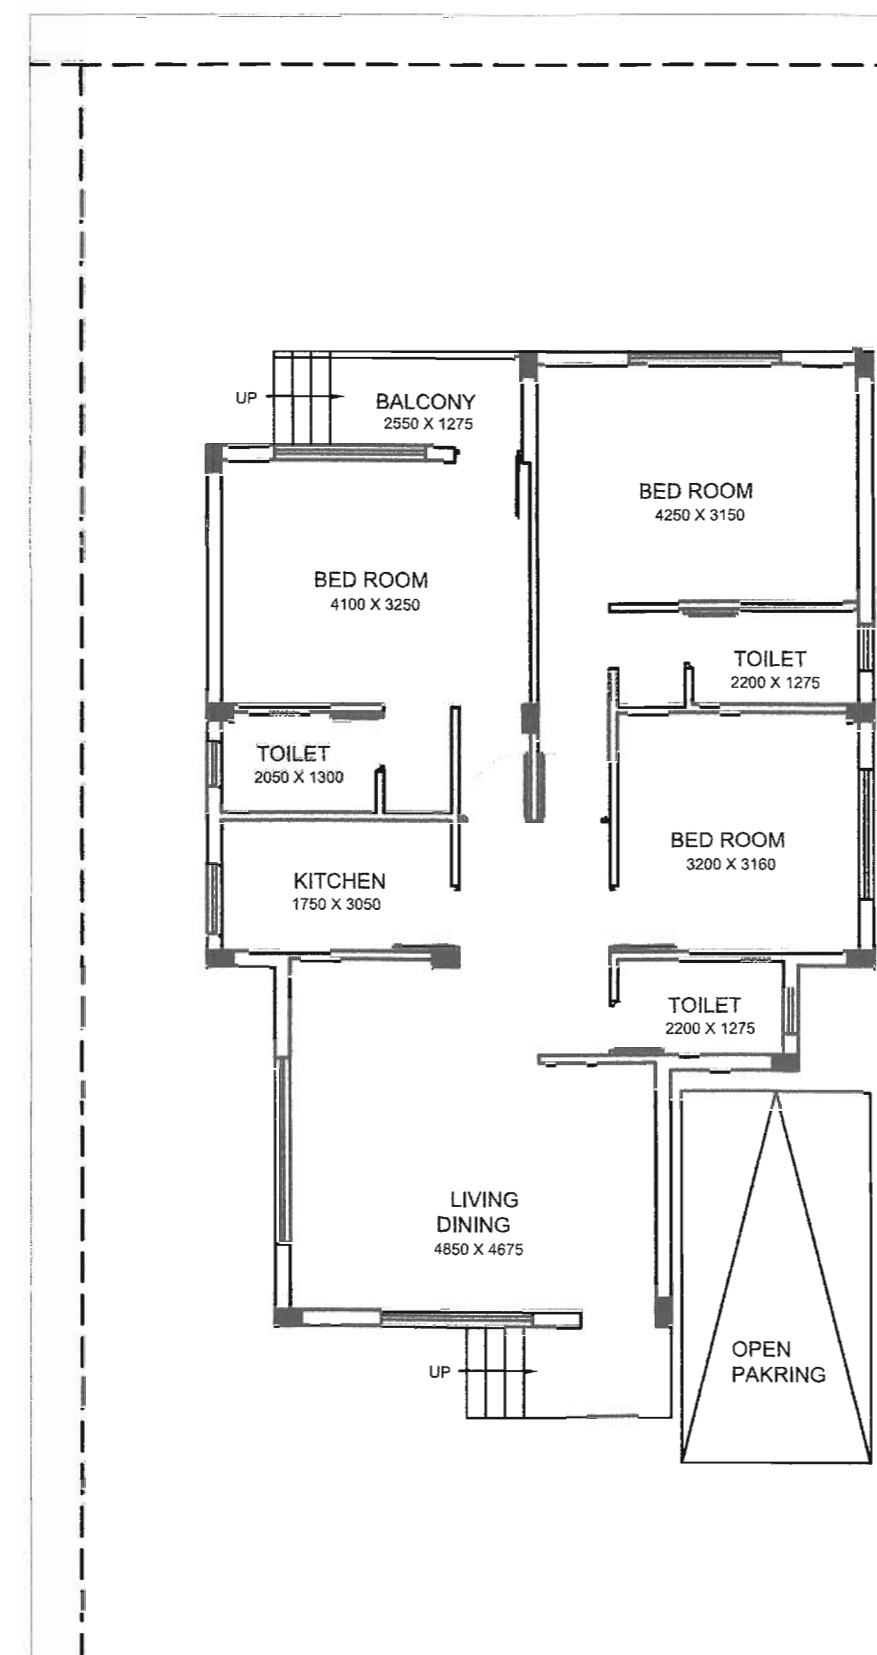 UP
BALCONY
2550 X 1275
BED ROOM
4250 X 3150
BED ROOM
4100 X 3250
TOILET
2200 X 1275
TOILET
2050 X 1300
BED ROOM
3200 X 3160
KITCHEN
1750 X 3050
TOILET
2200 X 1275
LIVING
DINING
4850 X 4675
OPEN
PAKRING
UP